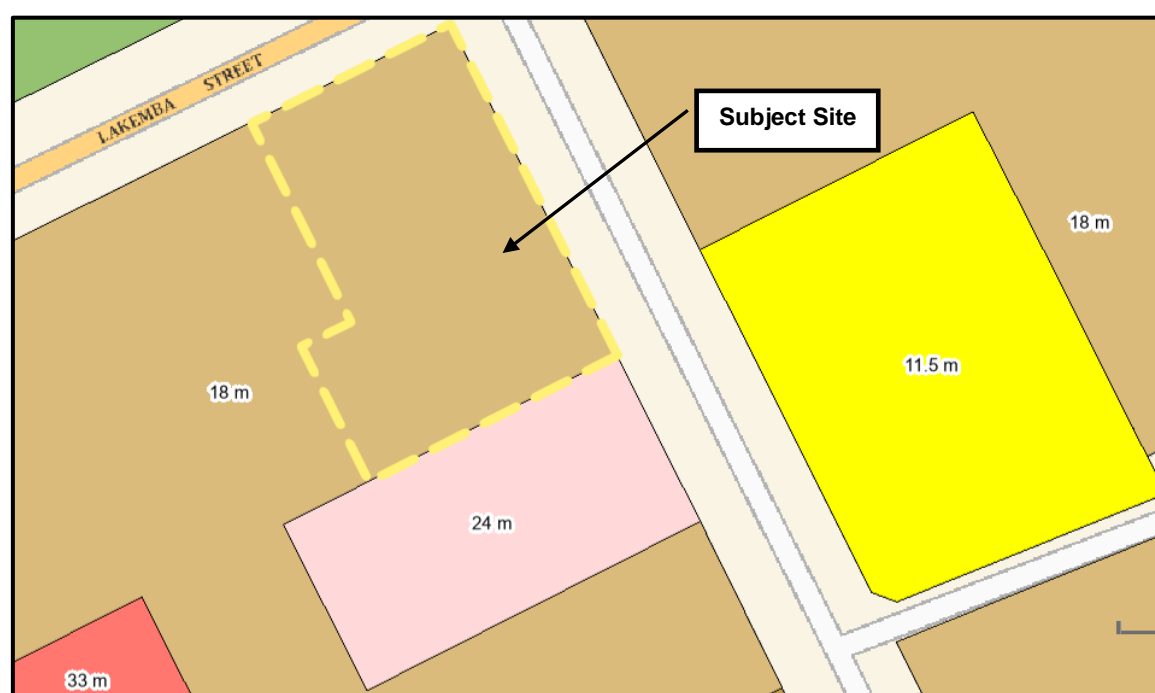 LAKEMBA STREET
Subject Site
18 m
11.5 m
18 m
24 m
33 m